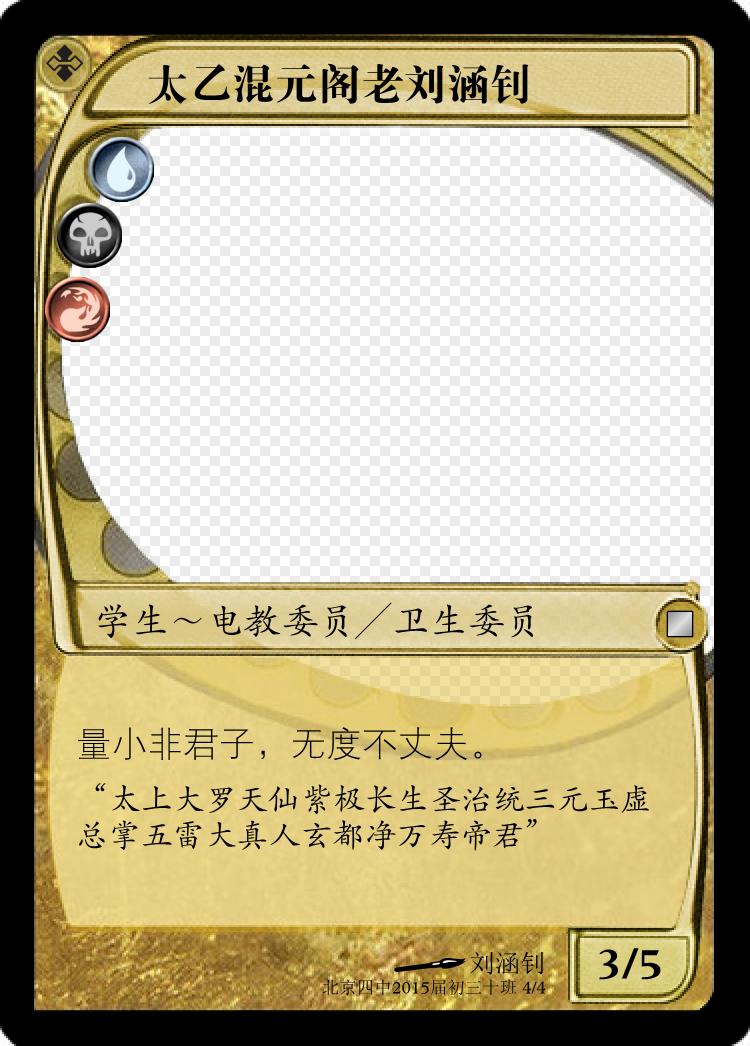 太乙混元阁老刘涵钊
学生～电教委员／卫生委员
量小非君子，无度不丈夫。
“太上大罗天仙紫极长生圣治统三元玉虚
总掌五雷大真人玄都净万寿帝君”
刘涵钊
北京四中2015届初三十班 4/4
3/5